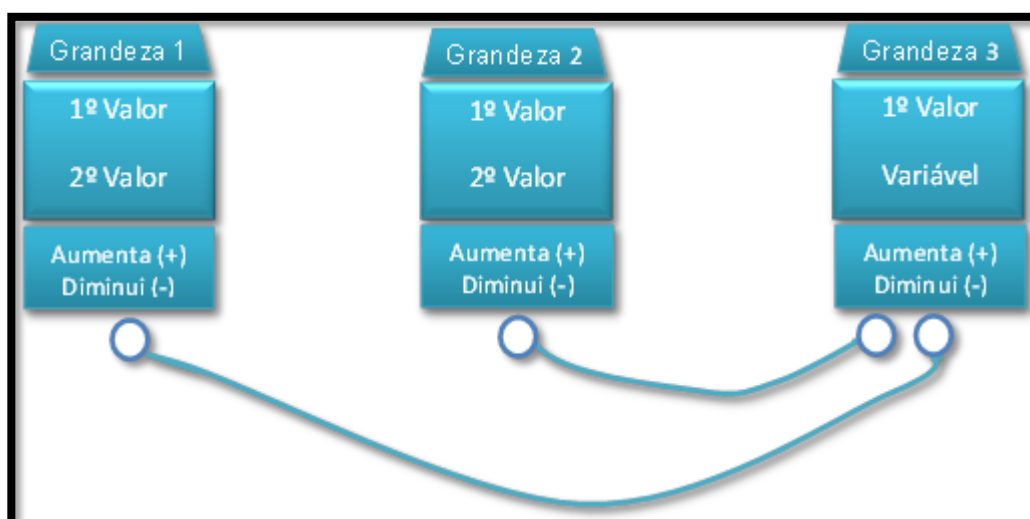 Grandeza 1
1º Valor
2º Valor
Aumenta (+)
Diminui (-)
Grandeza 2
1º Valor
2º Valor
Aumenta (+)
Diminui (-)
Grandeza 3
1º Valor
Variável
Aumenta (+)
Diminui (-)